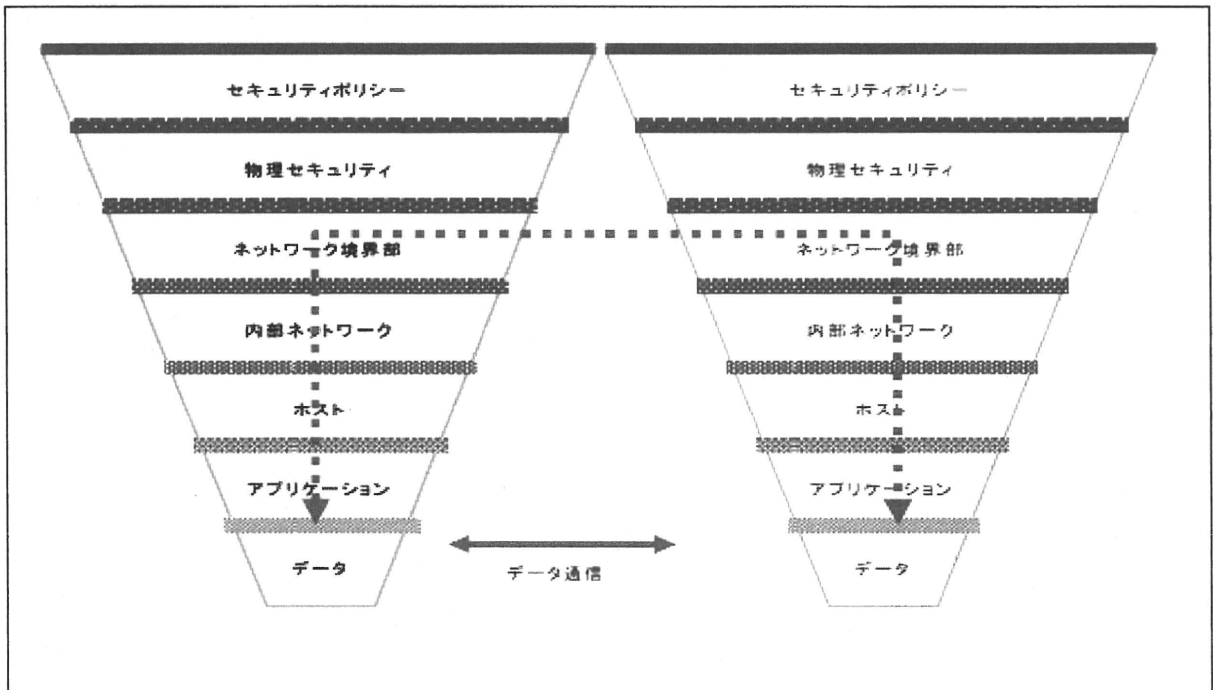 セキュリティポリシー
物理セキュリティ
ネットワーク境界部
内部ネットワーク
ホスト
アプリケーション
データ
データ通信
セキュリティポリシー
物理セキュリティ
ネットワーク境界部
内部ネットワーク
ホスト
アプリケーション
データ